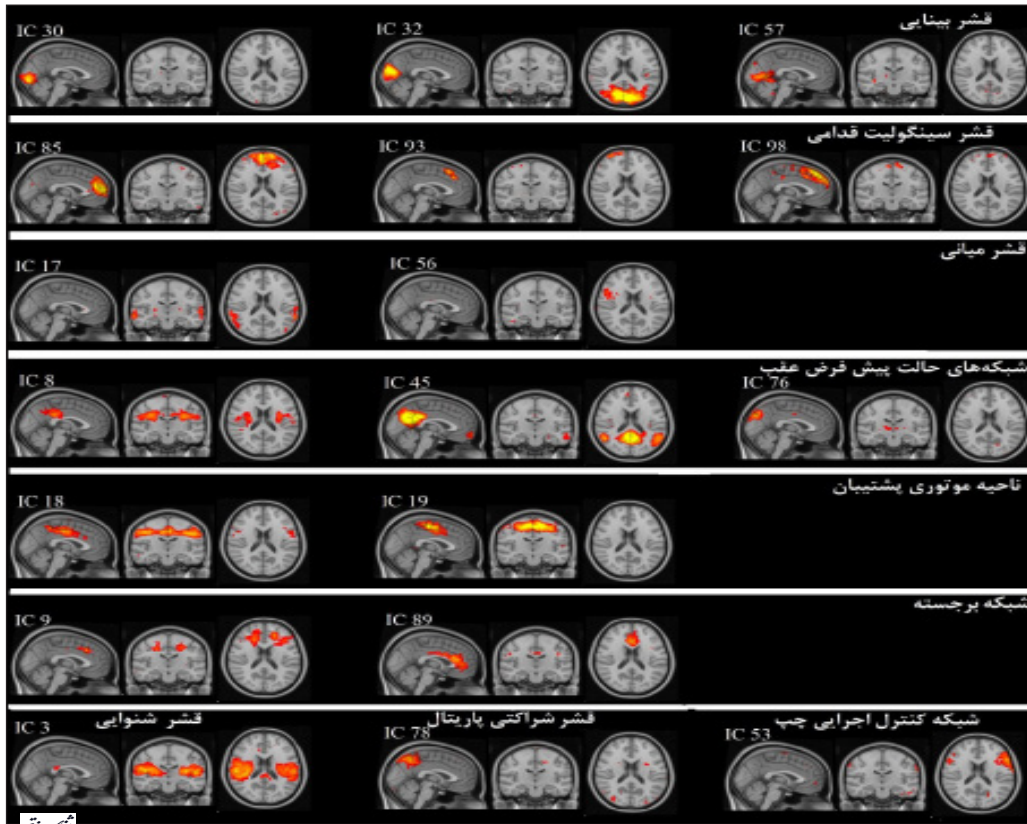 قشر بینایی
IC 30 IC 32 IC 57
قشر سینگولیت قدامی
IC 85 IC 93 IC 98
قشر میانی
IC 17 IC 56
شبکه‌های حالت پیش فرض عقب
IC 8 IC 45 IC 76
ناحیه موتوری پشتیبان
IC 18 IC 19
شبکه برجسته
IC 9 IC 89
قشر شنوایی قشر شراکتی پاریتال شبکه کنترل اجرایی چپ
IC 3 IC 78 IC 53